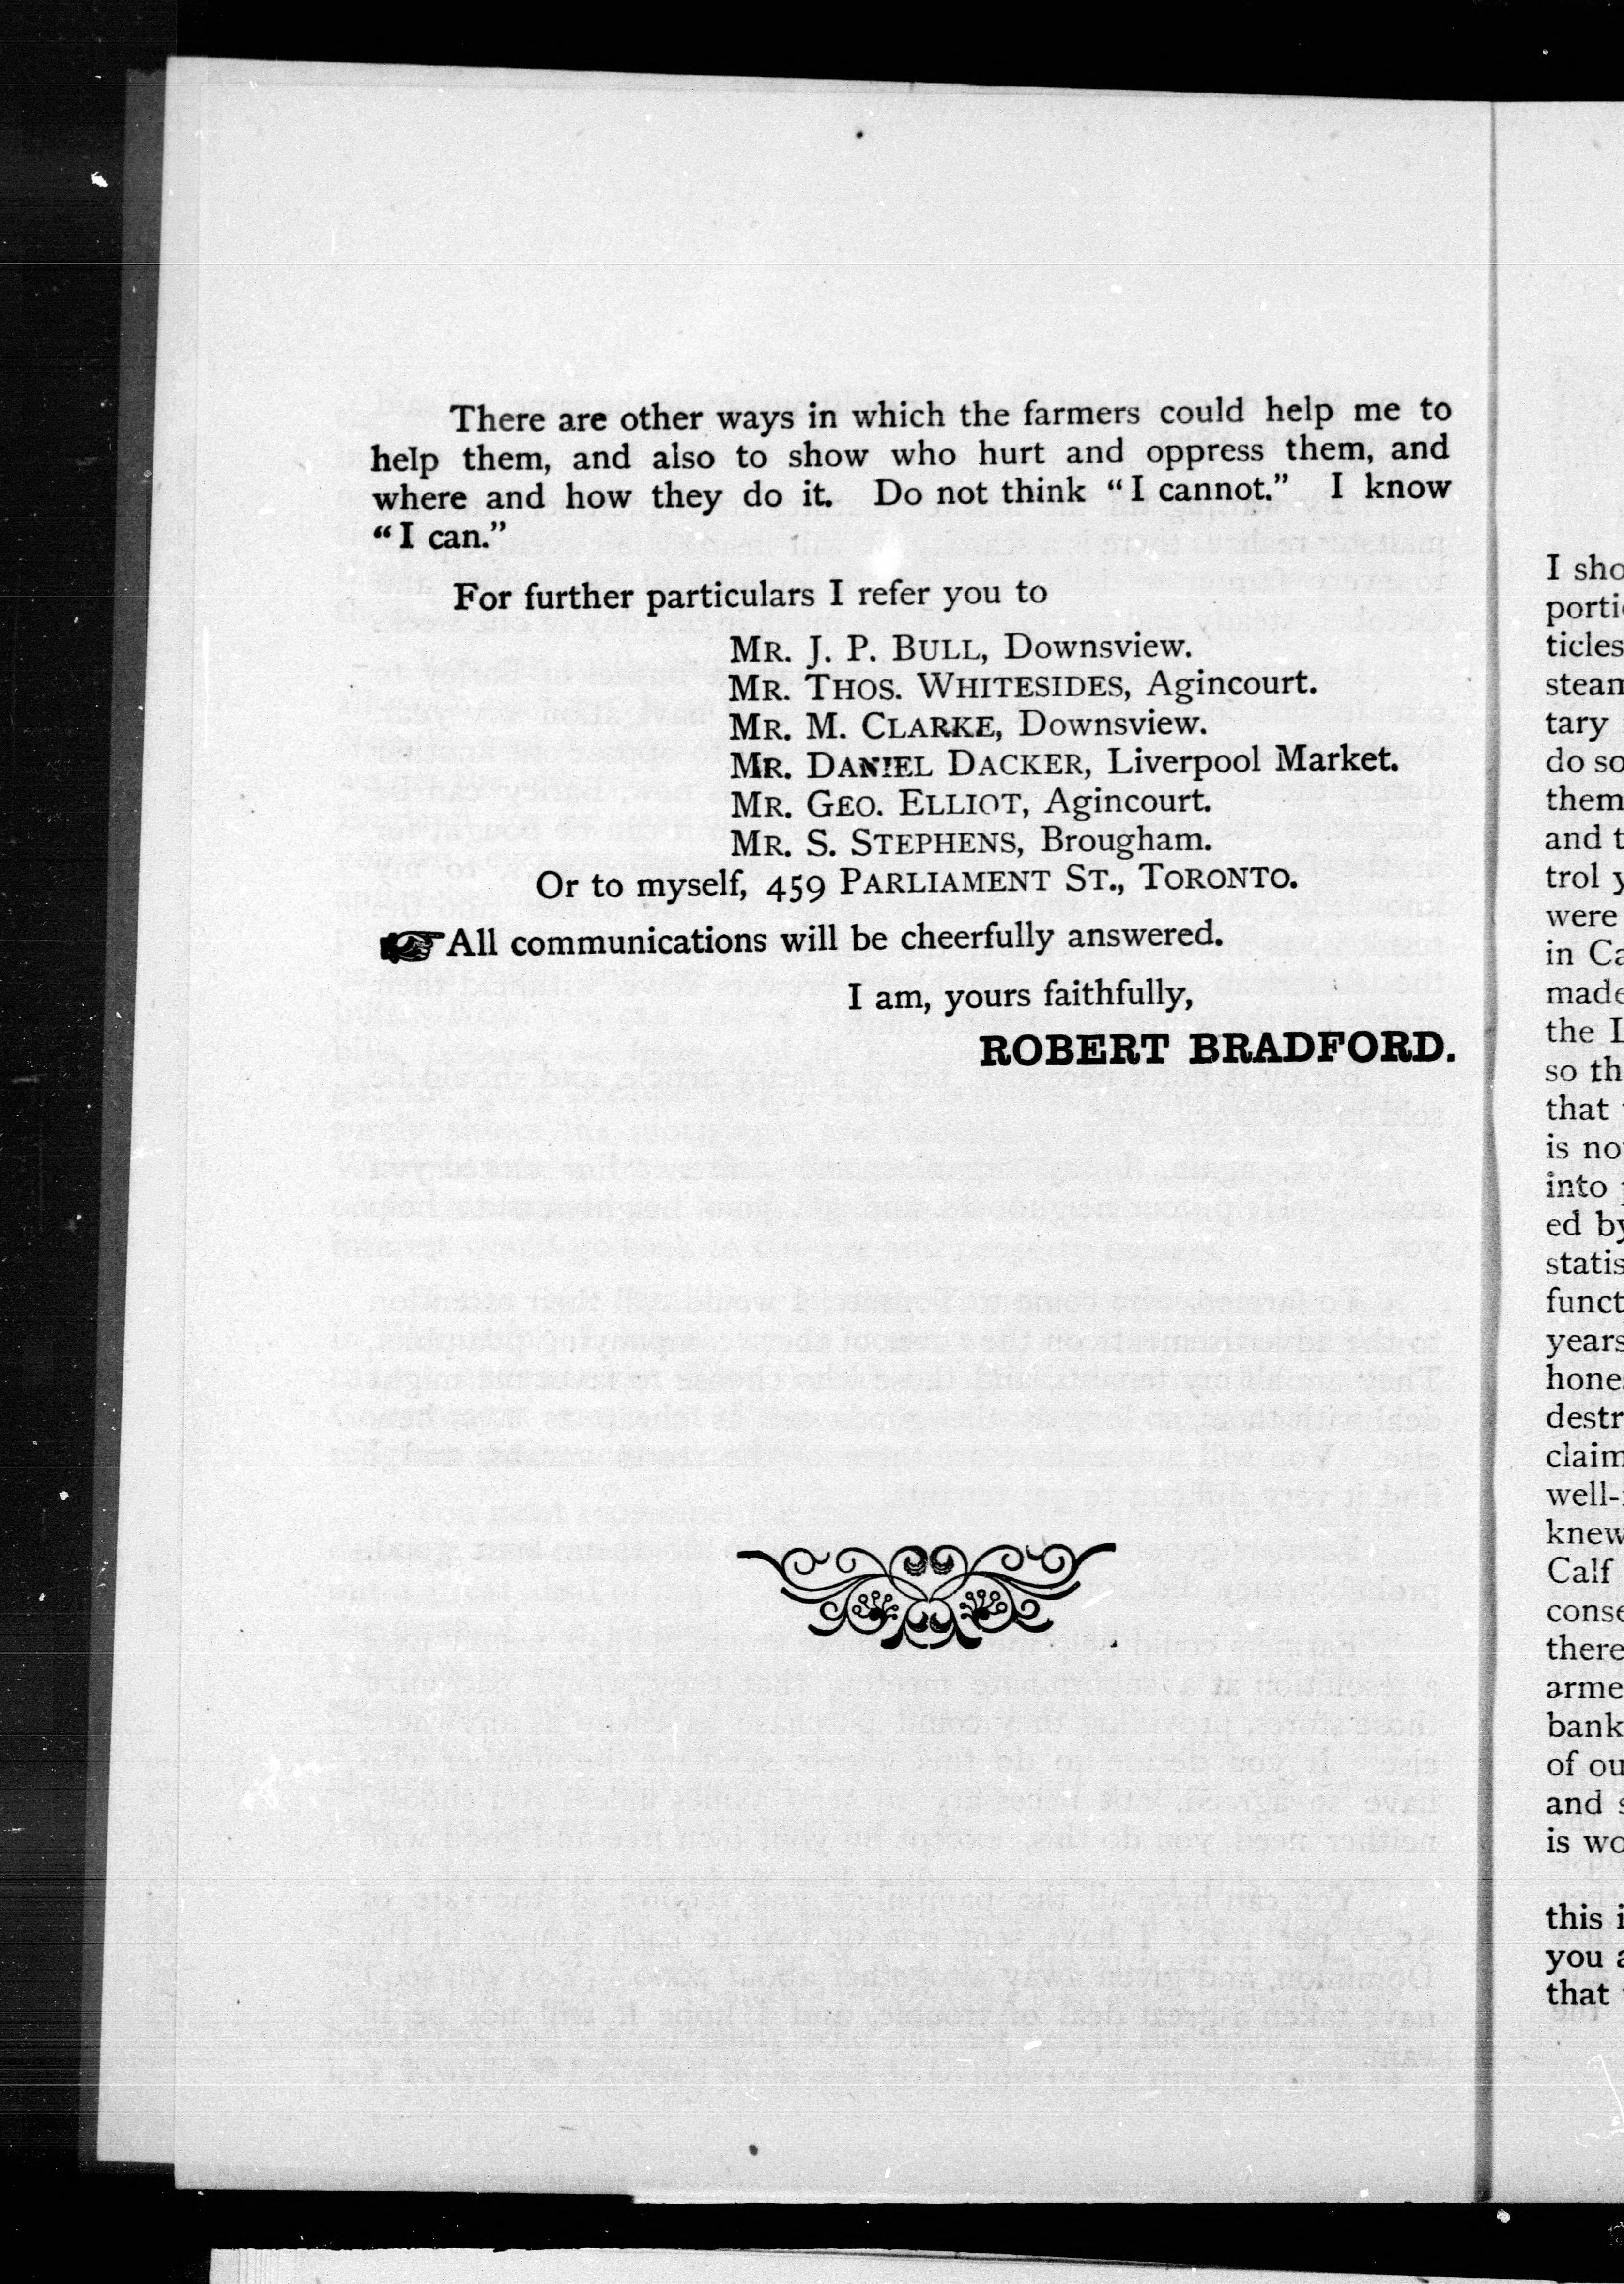 There are other ways in which the farmers could help me to
help them, and also to show who hurt and oppress them, and
where and how they do it. Do not think "I cannot." I know
"I can."
For further particulars I refer you to
MR. J. P. BULL, Downsview.
MR. THOS. WHITESIDES, Agincourt.
MR. M. CLARKE, Downsview.
MR. DANIEL DACKER, Liverpool Market.
MR. GEO. ELLIOT, Agincourt.
MR. S. STEPHENS, Brougham.
Or to myself, 459 PARLIAMENT ST., TORONTO.
☞All communications will be cheerfully answered.
I am, yours faithfully,
ROBERT BRADFORD.
I sho
porti
ticles
steam
tary
do so
them
and t
trol y
were
in Ca
made
the L
so th
that
is no
into
ed by
statis
funct
years
hones
destr
claim
well-
knew
Calf
conse
there
arme
bank
of ou
and s
is wo
this i
you a
that